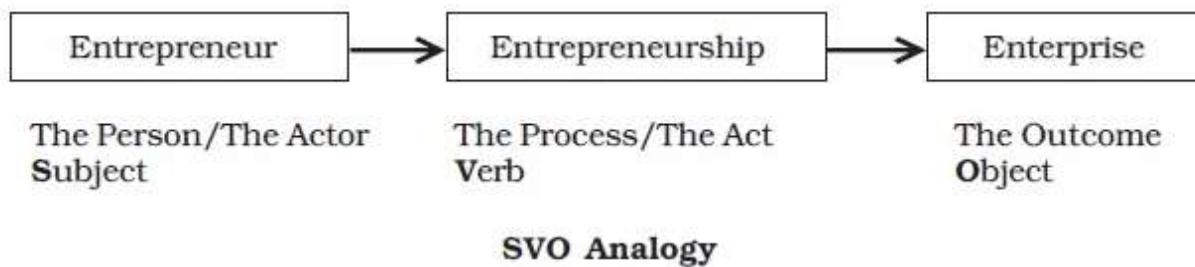 Entrepreneur Entrepreneurship Enterprise
The Person/The Actor The Process/The Act The Outcome
Subject Verb Object
SVO Analogy